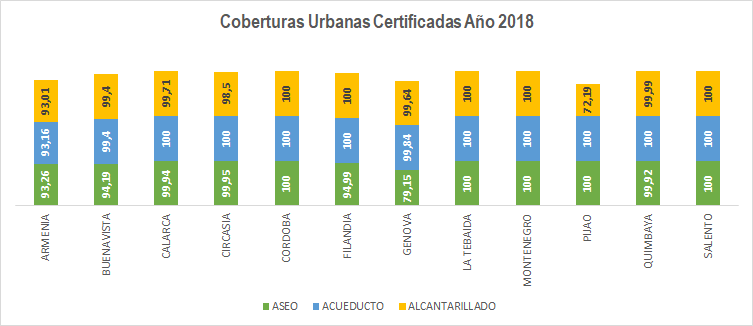 Coberturas Urbanas Certificadas Año 2018
93,01 99,4 99,71 98,5 100 100 99,64 100 100 72,19 99,99 100
93,16 99,4 100 100 100 100 99,84 100 100 100 100 100
93,26 94,19 99,94 99,95 100 94,99 79,15 100 100 100 99,92 100
ARMENIA BUENAVISTA CALARCA CIRCASIA CORDOBA FILANDIA GENOVA LA TEBAIDA MONTENEGRO PIJAO QUIMBAYA SALENTO
ASEO ACUEDUCTO ALCANTARILLADO